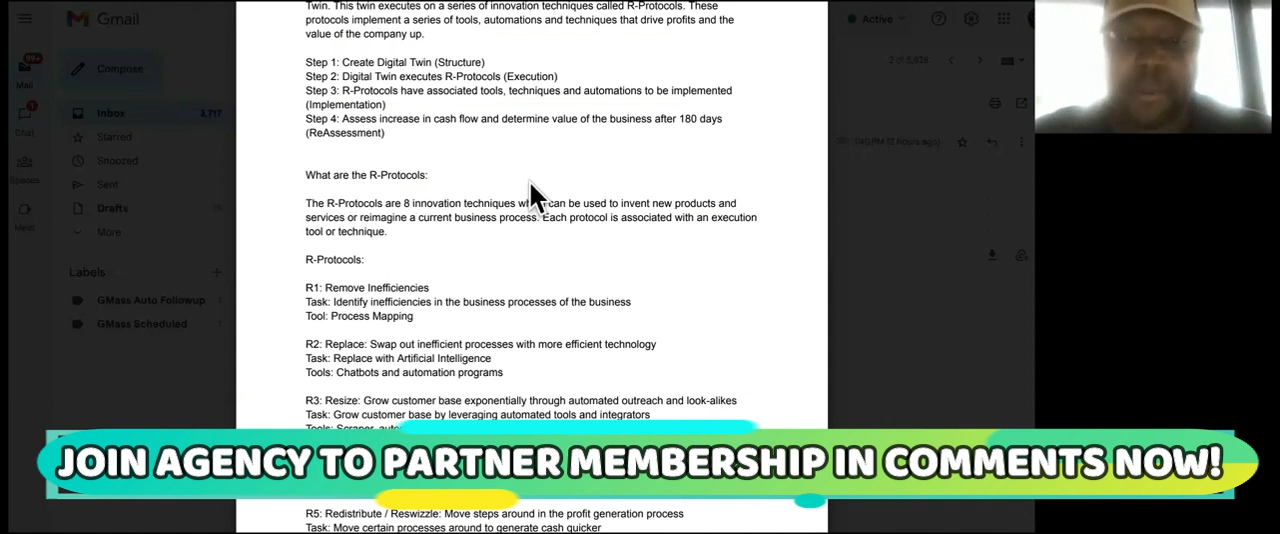 Twin. This twin executes on a series of innovation techniques called R-Protocols. These
Gmail
Active
protocols implement a series of tools, automations and techniques that drive profits and the
value of the company up.
99+
Mail
Compose
Step 1: Create Digital Twin (Structure)
Step 2: Digital Twin executes R-Protocols (Execution)
Step 3: R-Protocols have associated tools, techniques and automations to be implemented
(Implementation)
Step 4: Assess increase in cash flow and determine value of the business after 180 days
(ReAssessment)
1
Chat
Inbox
3,717
Starred
Snoozed
Spaces
Sent
Drafts
Meet
More
What are the R-Protocols:
The R-Protocols are 8 innovation techniques can be used to invent new products and
services or reimagine a current business process. Each protocol is associated with an execution
tool or technique.
R-Protocols:
Labels
GMass Auto Followup
GMass Scheduled
R1: Remove Inefficiencies
Task: Identify inefficiencies in the business processes of the business
Tool: Process Mapping
R2: Replace: Swap out inefficient processes with more efficient technology
Task: Replace with Artificial Intelligence
Tools: Chatbots and automation programs
R3: Resize: Grow customer base exponentially through automated outreach and look-alikes
Task: Grow customer base by leveraging automated tools and integrators
Tools: Scraper,
JOIN AGENCY TO PARTNER MEMBERSHIP IN COMMENTS NOW!
R5: Redistribute / Reswizzle: Move steps around in the profit generation process
Task: Move certain processes around to generate cash quicker